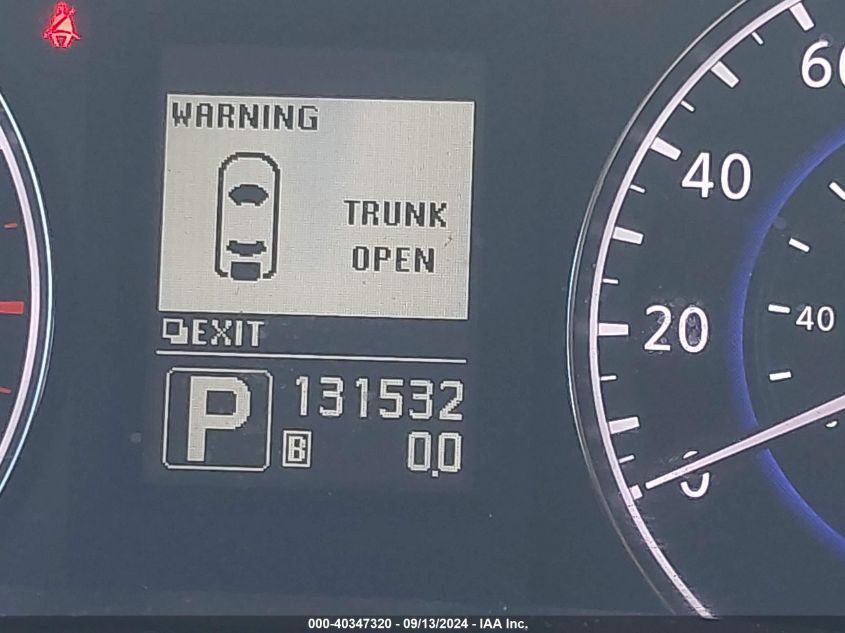 WARNING
TRUNK
OPEN
EXIT
P
131532
B
0.0
60
40
20
0
40
000-40347320 - 09/13/2024 - IAA Inc.